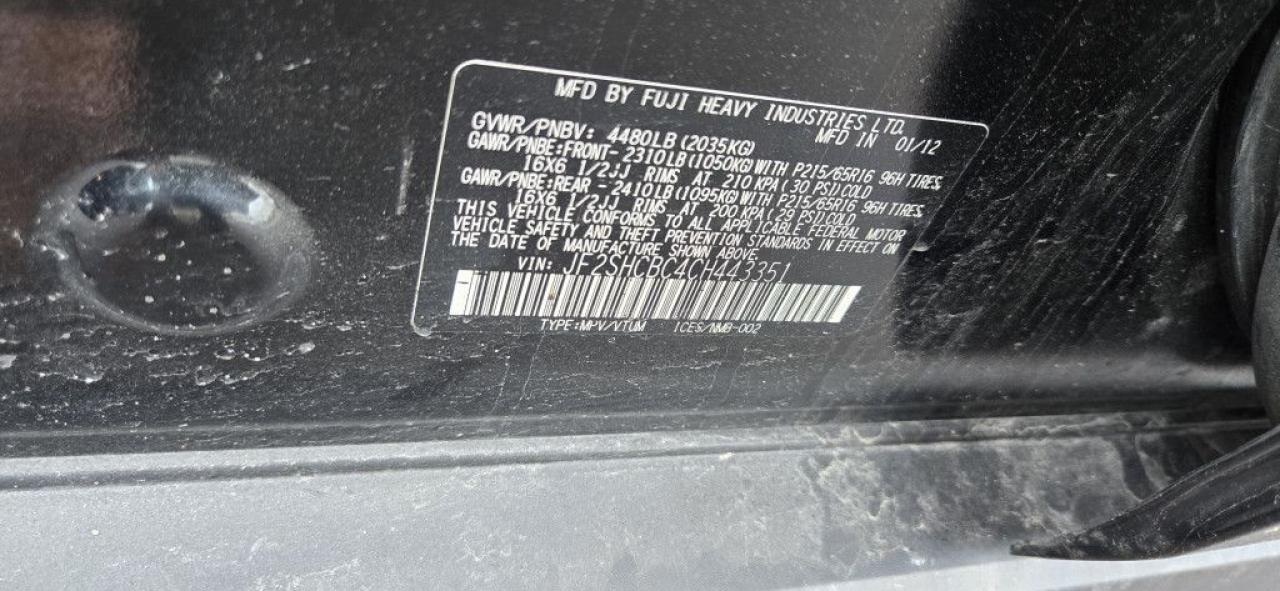 MFD BY FUJI HEAVY INDUSTRIES LTD.
GVWR/PNBV: 4480LB(2035KG) MFD IN 01/12
GAWR/PNBE:FRONT-2310LB(1050KG)WITH P215/65R16 96H TIRES,
16X6 1/2JJ RIMS AT 210 KPA(30 PSI)COLD
GAWR/PNBE:REAR -2410LB(1095KG)WITH P215/65R16 96H TIRES,
16X6 1/2JJ RIMS AT 200 KPA(29 PSI)COLD
THIS VEHICLE CONFORMS TO ALL APPLICABLE FEDERAL MOTOR
VEHICLE SAFETY AND THEFT PREVENTION STANDARDS IN EFFECT ON
THE DATE OF MANUFACTURE SHOWN ABOVE.
VIN: JF2SHCBC4CH443351
TYPE:MPV/VTUM ICES/NMB-002